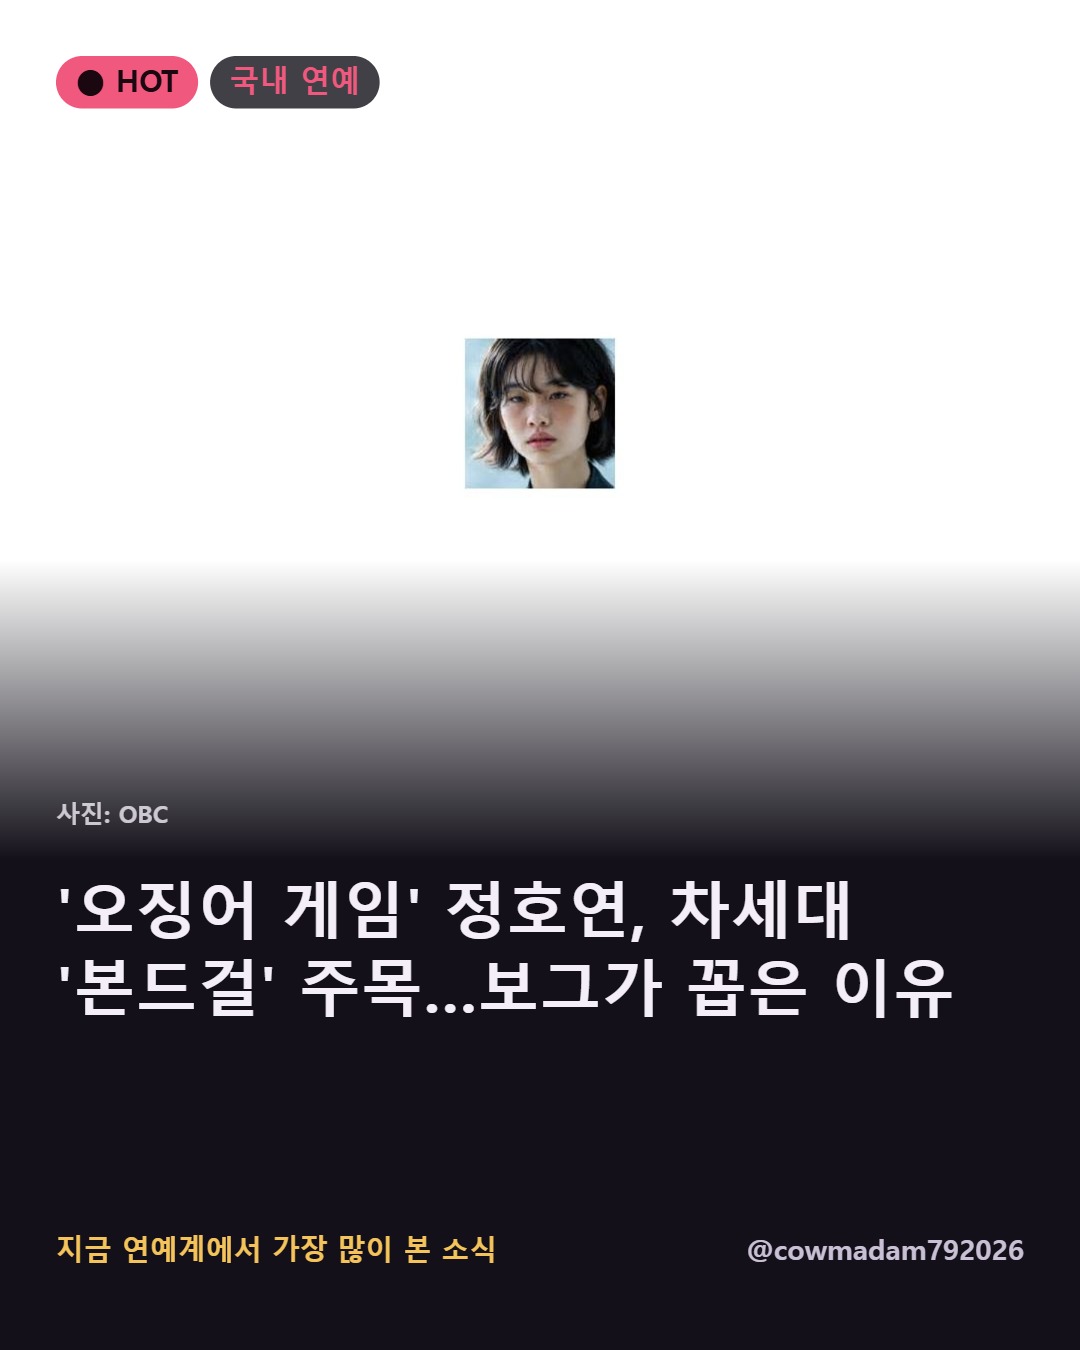 ● HOT 국내 연예
사진: OBC
'오징어 게임' 정호연, 차세대
'본드걸' 주목...보그가 꼽은 이유
지금 연예계에서 가장 많이 본 소식
@cowmadam792026